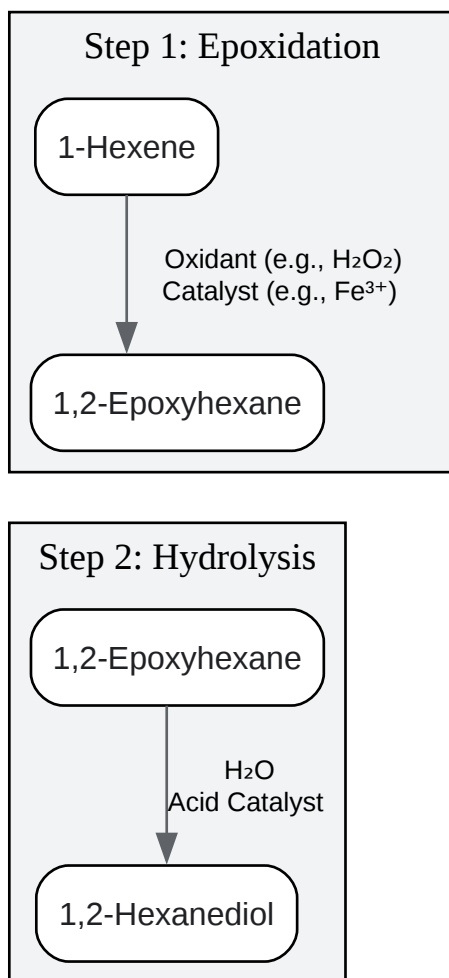 Step 1: Epoxidation
1-Hexene
Oxidant (e.g., H₂O₂)
Catalyst (e.g., Fe³⁺)
1,2-Epoxyhexane
Step 2: Hydrolysis
1,2-Epoxyhexane
H₂O
Acid Catalyst
1,2-Hexanediol